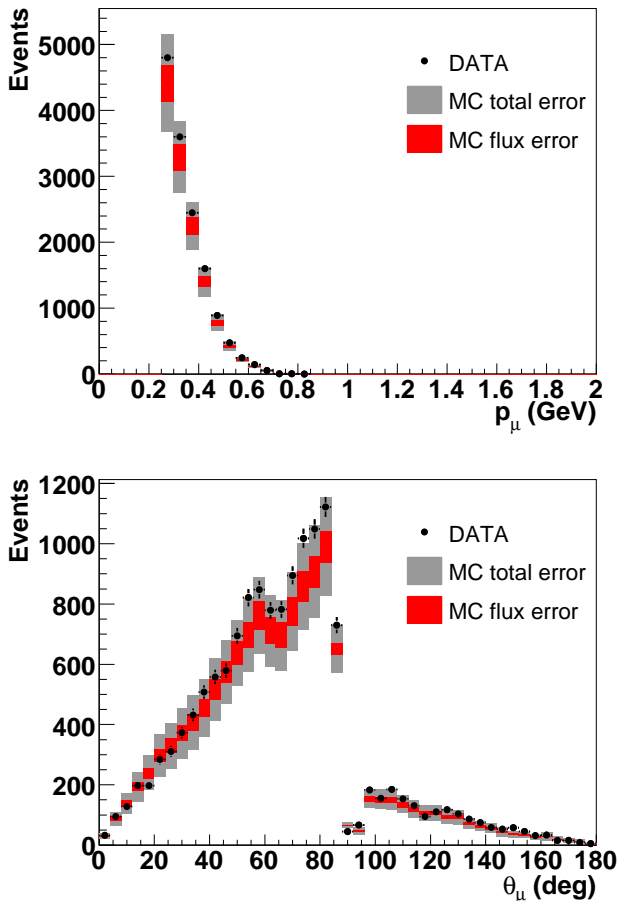 Events
5000
4000
3000
2000
1000
0
DATA
MC total error
MC flux error
0 0.2 0.4 0.6 0.8 1 1.2 1.4 1.6 1.8 2
pμ (GeV)
Events
1200
1000
800
600
400
200
0
DATA
MC total error
MC flux error
0 20 40 60 80 100 120 140 160 180
θμ (deg)